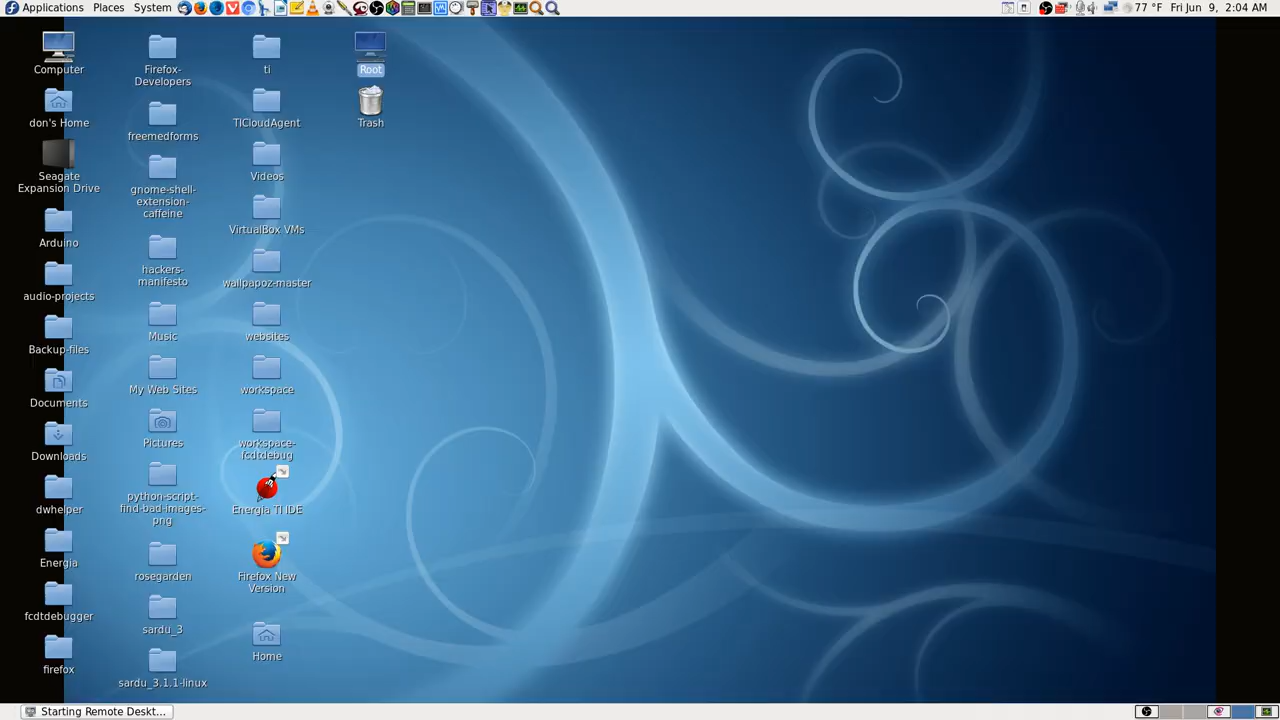 Applications Places System
77 °F Fri Jun 9, 2:04 AM
Computer
don's Home
Seagate
Expansion Drive
Arduino
audio-projects
Backup-files
Documents
Downloads
dwhelper
Energia
fcdtdebugger
firefox
Firefox-
Developers
freemedforms
gnome-shell-
extension-
caffeine
hackers-
manifesto
Music
My Web Sites
Pictures
python-script-
find-bad-images-
png
rosegarden
sardu_3
sardu_3.1.1-linux
ti
TICloudAgent
Videos
VirtualBox VMs
wallpapoz-master
websites
workspace
workspace-
fcdtdebug
Energia TI IDE
Firefox New
Version
Home
Root
Trash
Starting Remote Deskt...